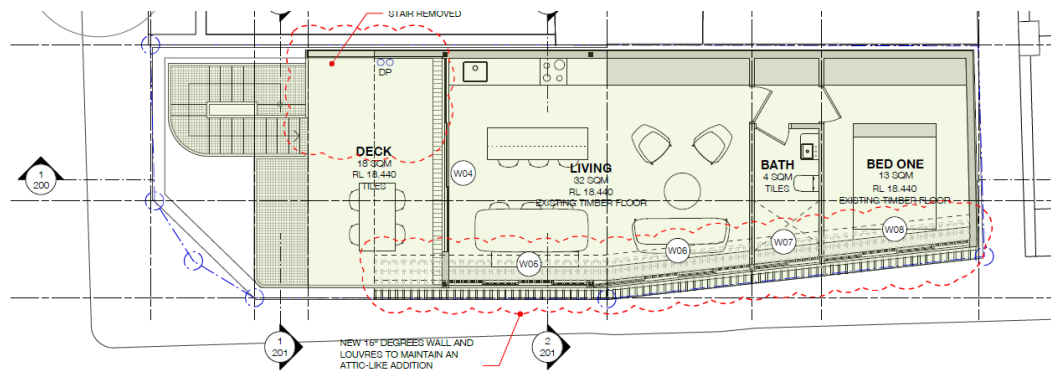 STAIR REMOVED
DP
DECK
18 SQM
RL 18.440
TILES
W04
LIVING
32 SQM
RL 18.440
EXISTING TIMBER FLOOR
BATH
4 SQM
TILES
BED ONE
13 SQM
RL 18.440
EXISTING TIMBER FLOOR
1
200
W05
W06
W07
W08
1
201
2
201
NEW 15° DEGREES WALL AND
LOUVRES TO MAINTAIN AN
ATTIC-LIKE ADDITION